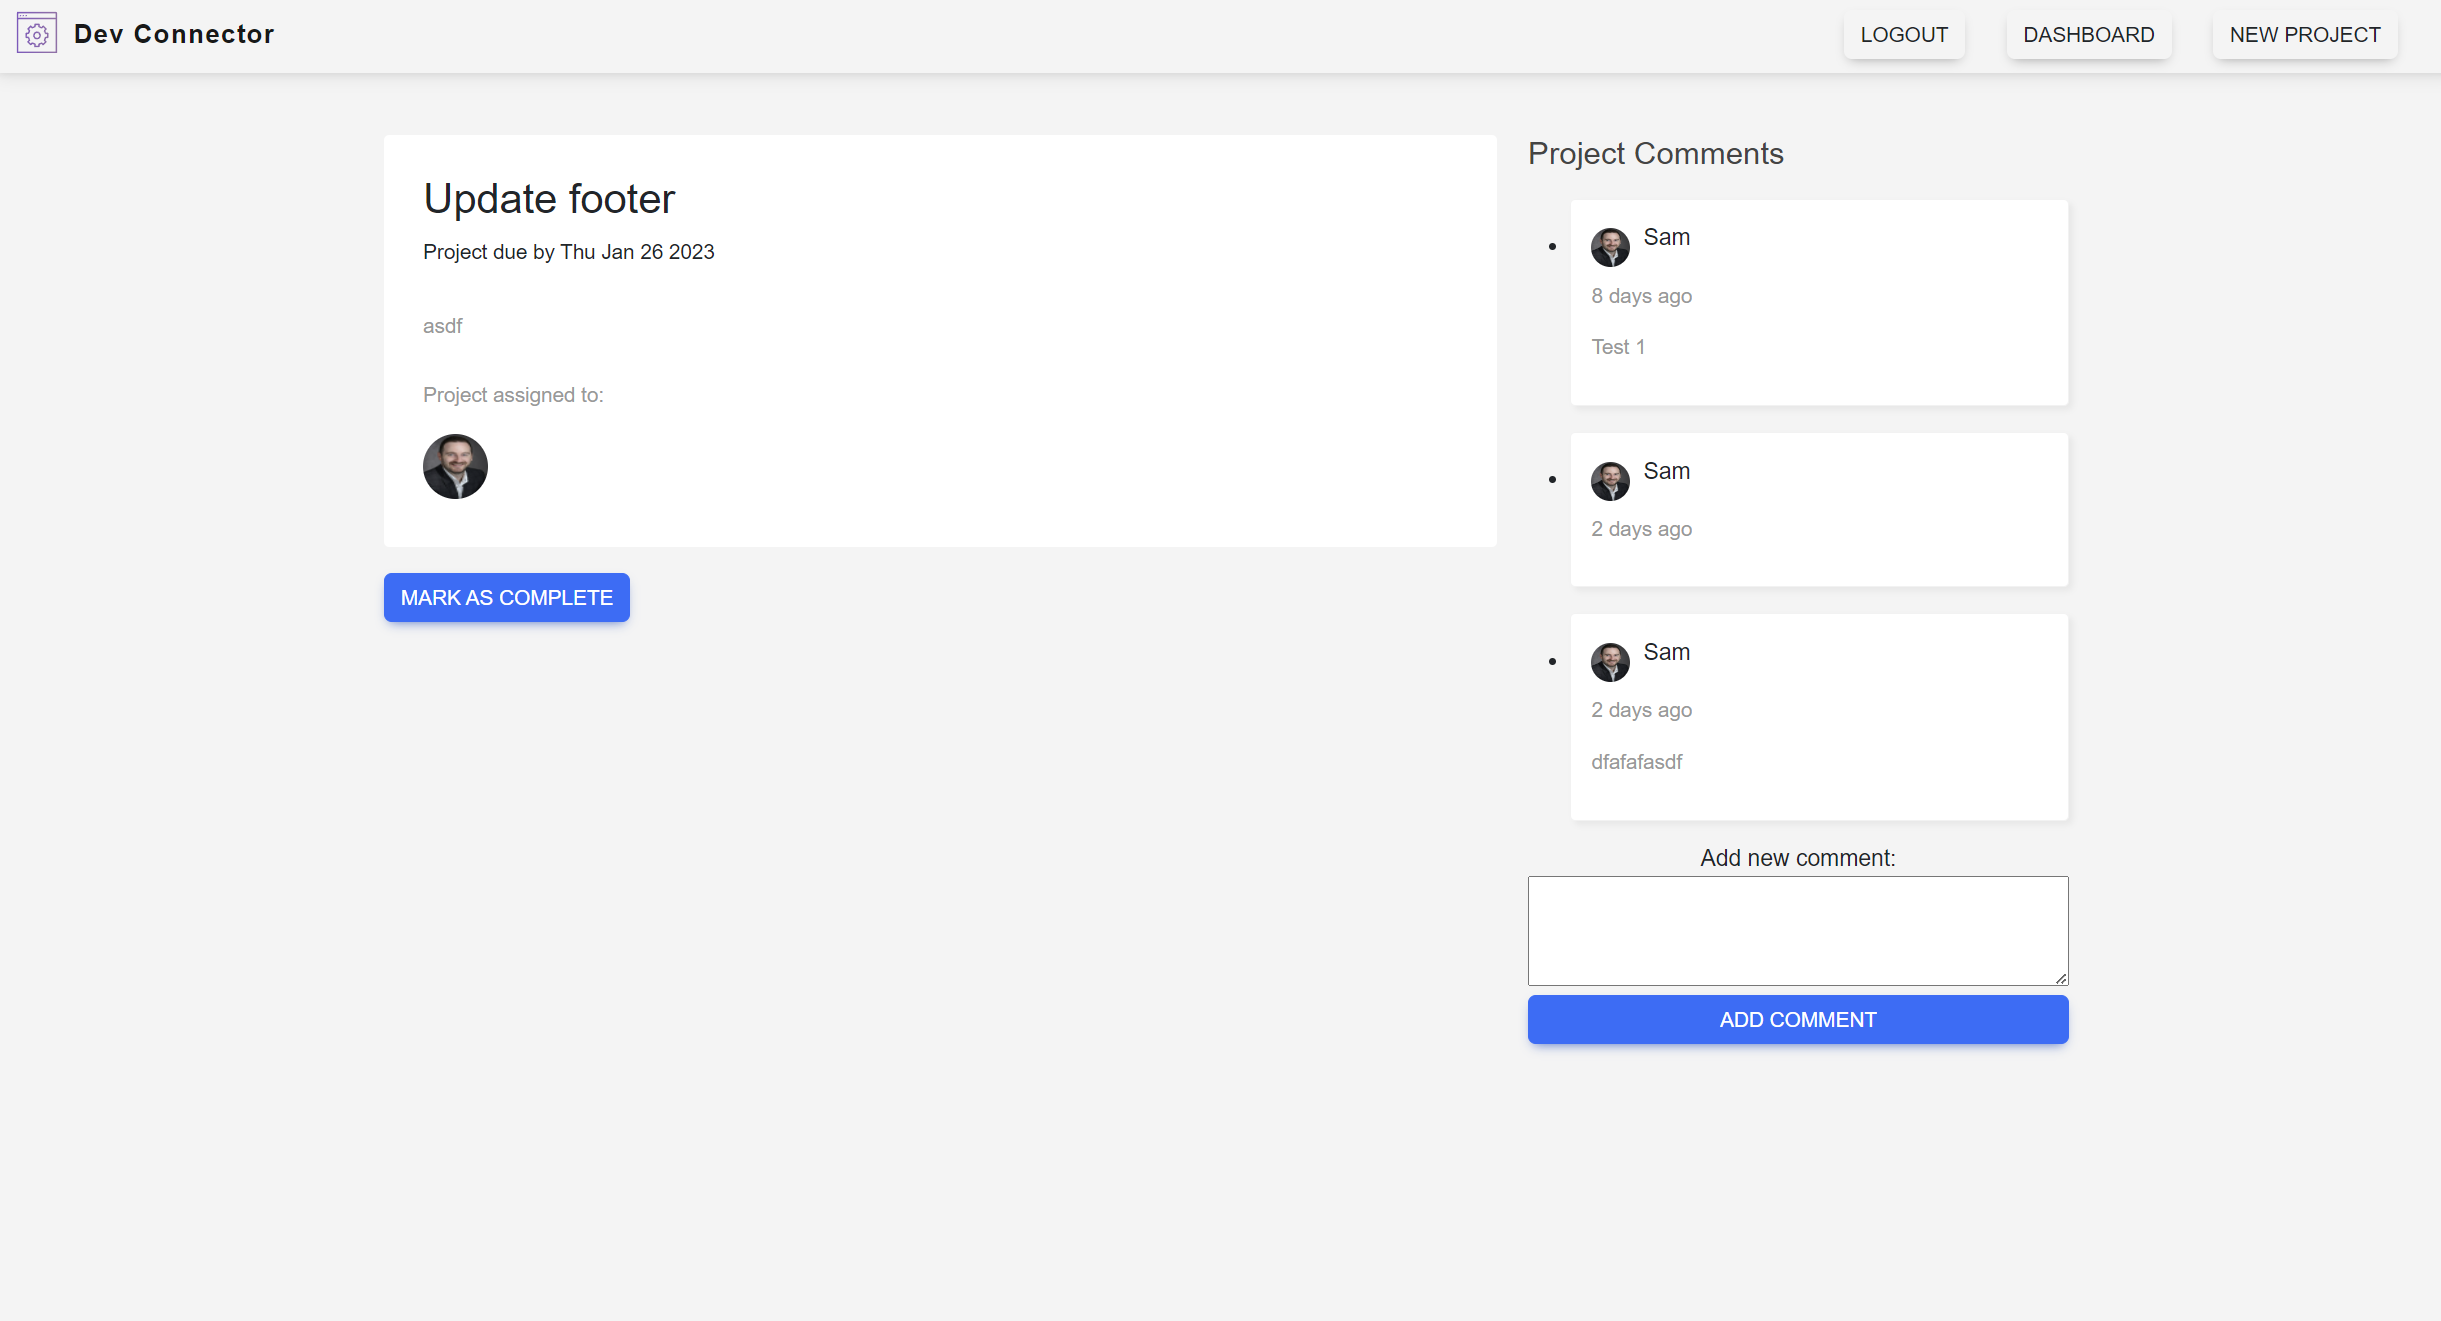 Dev Connector
LOGOUT
DASHBOARD
NEW PROJECT
Update footer
Project due by Thu Jan 26 2023
asdf
Project assigned to:
MARK AS COMPLETE
Project Comments
Sam
8 days ago
Test 1
Sam
2 days ago
Sam
2 days ago
dfafafasdf
Add new comment:
ADD COMMENT